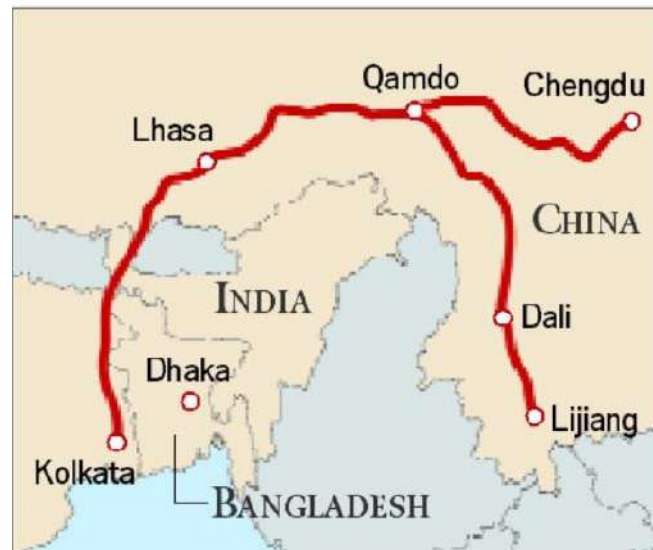 Qamdo
Chengdu
Lhasa
CHINA
INDIA
Dali
Dhaka
Lijiang
Kolkata
BANGLADESH